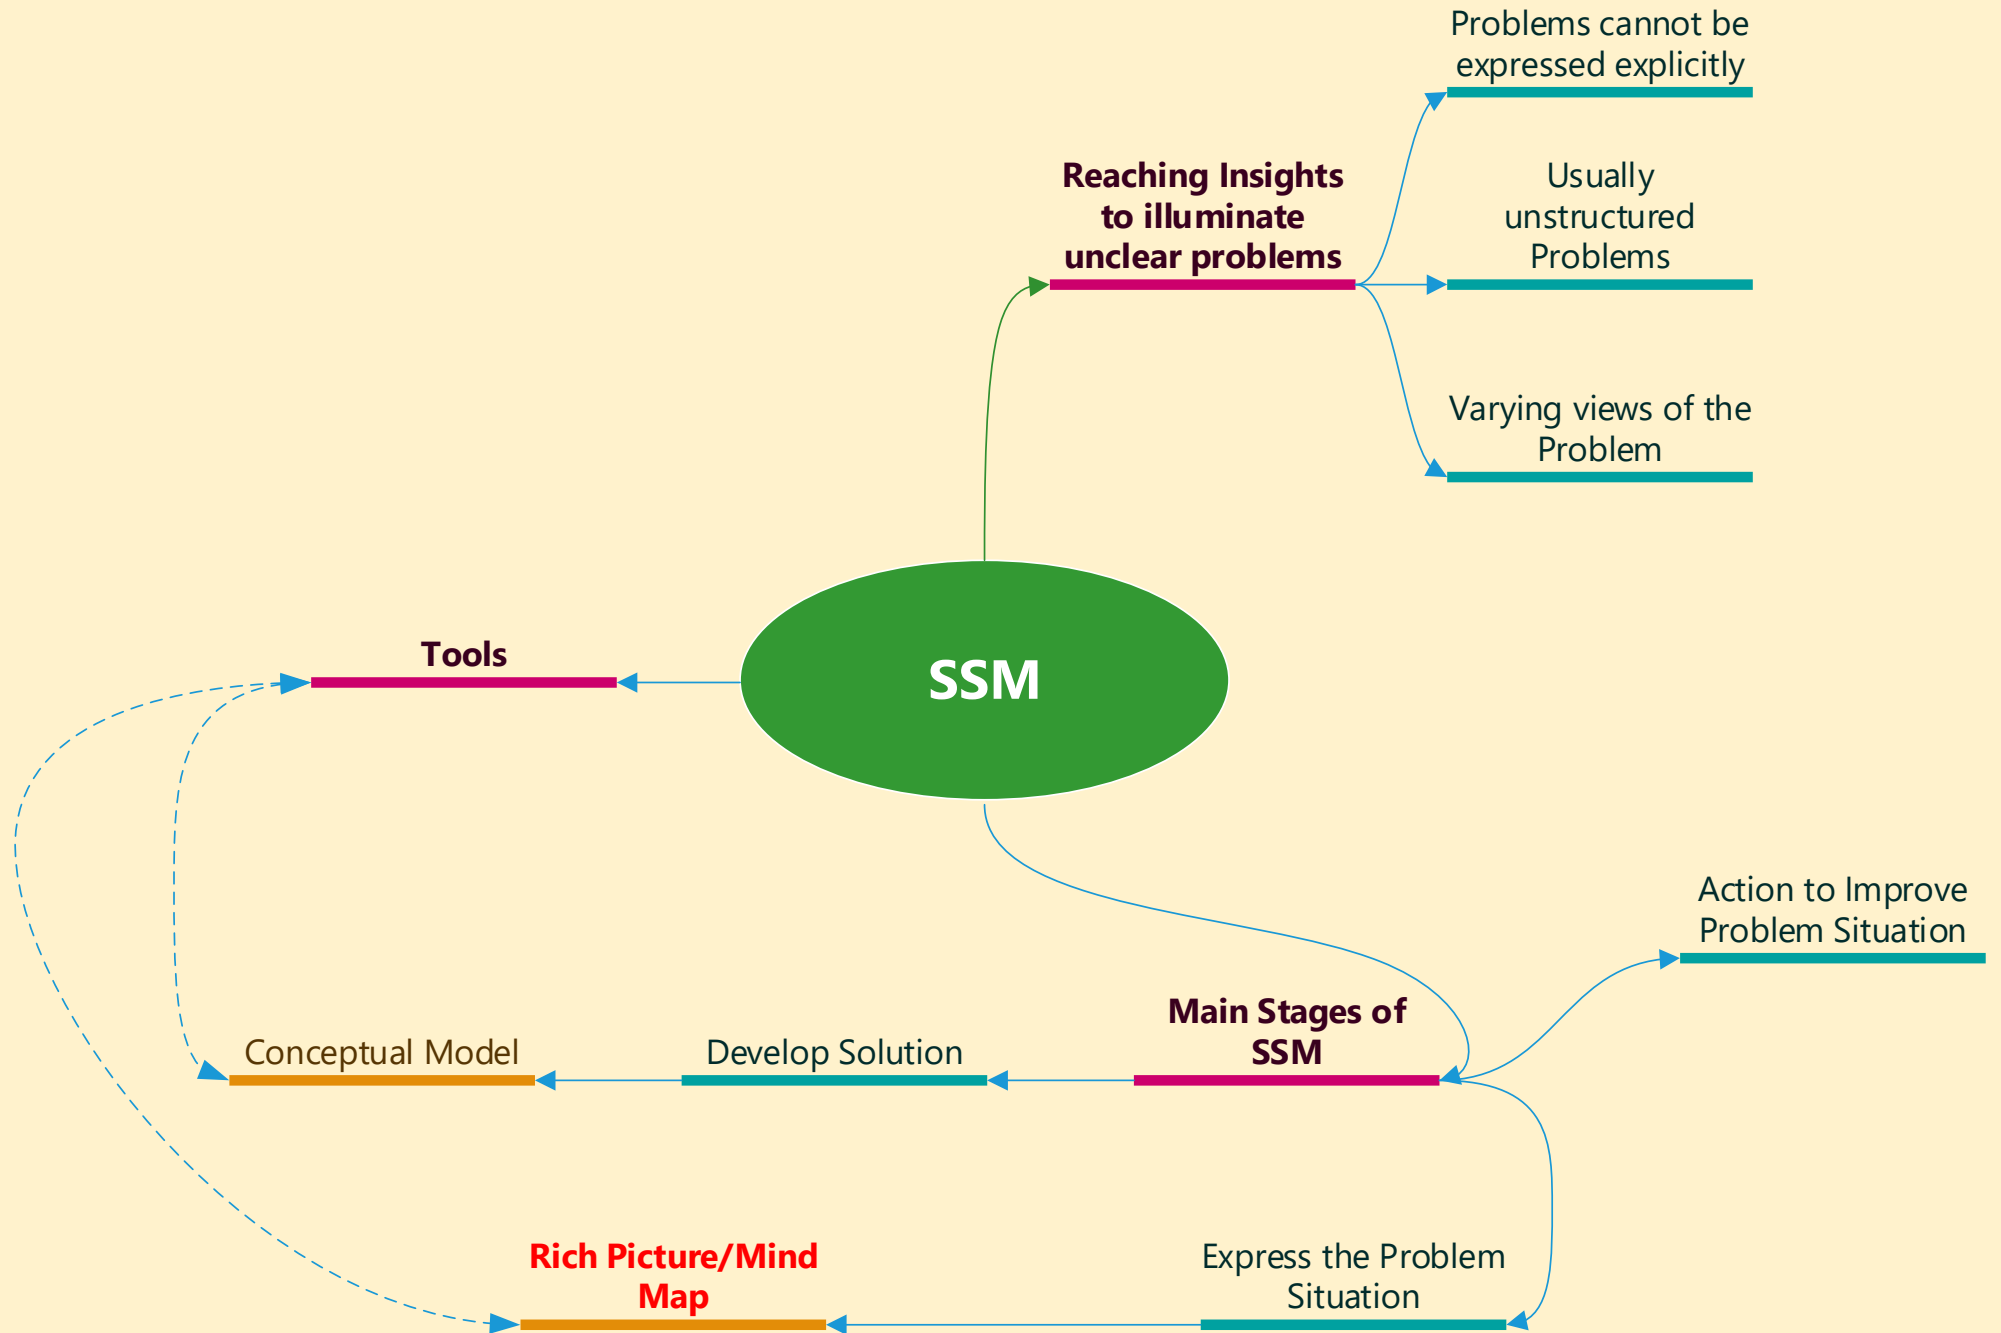 Problems cannot be
expressed explicitly
Reaching Insights
to illuminate
unclear problems
Usually
unstructured
Problems
Varying views of the
Problem
Tools
SSM
Action to Improve
Problem Situation
Main Stages of
SSM
Develop Solution
Conceptual Model
Express the Problem
Situation
Rich Picture/Mind
Map